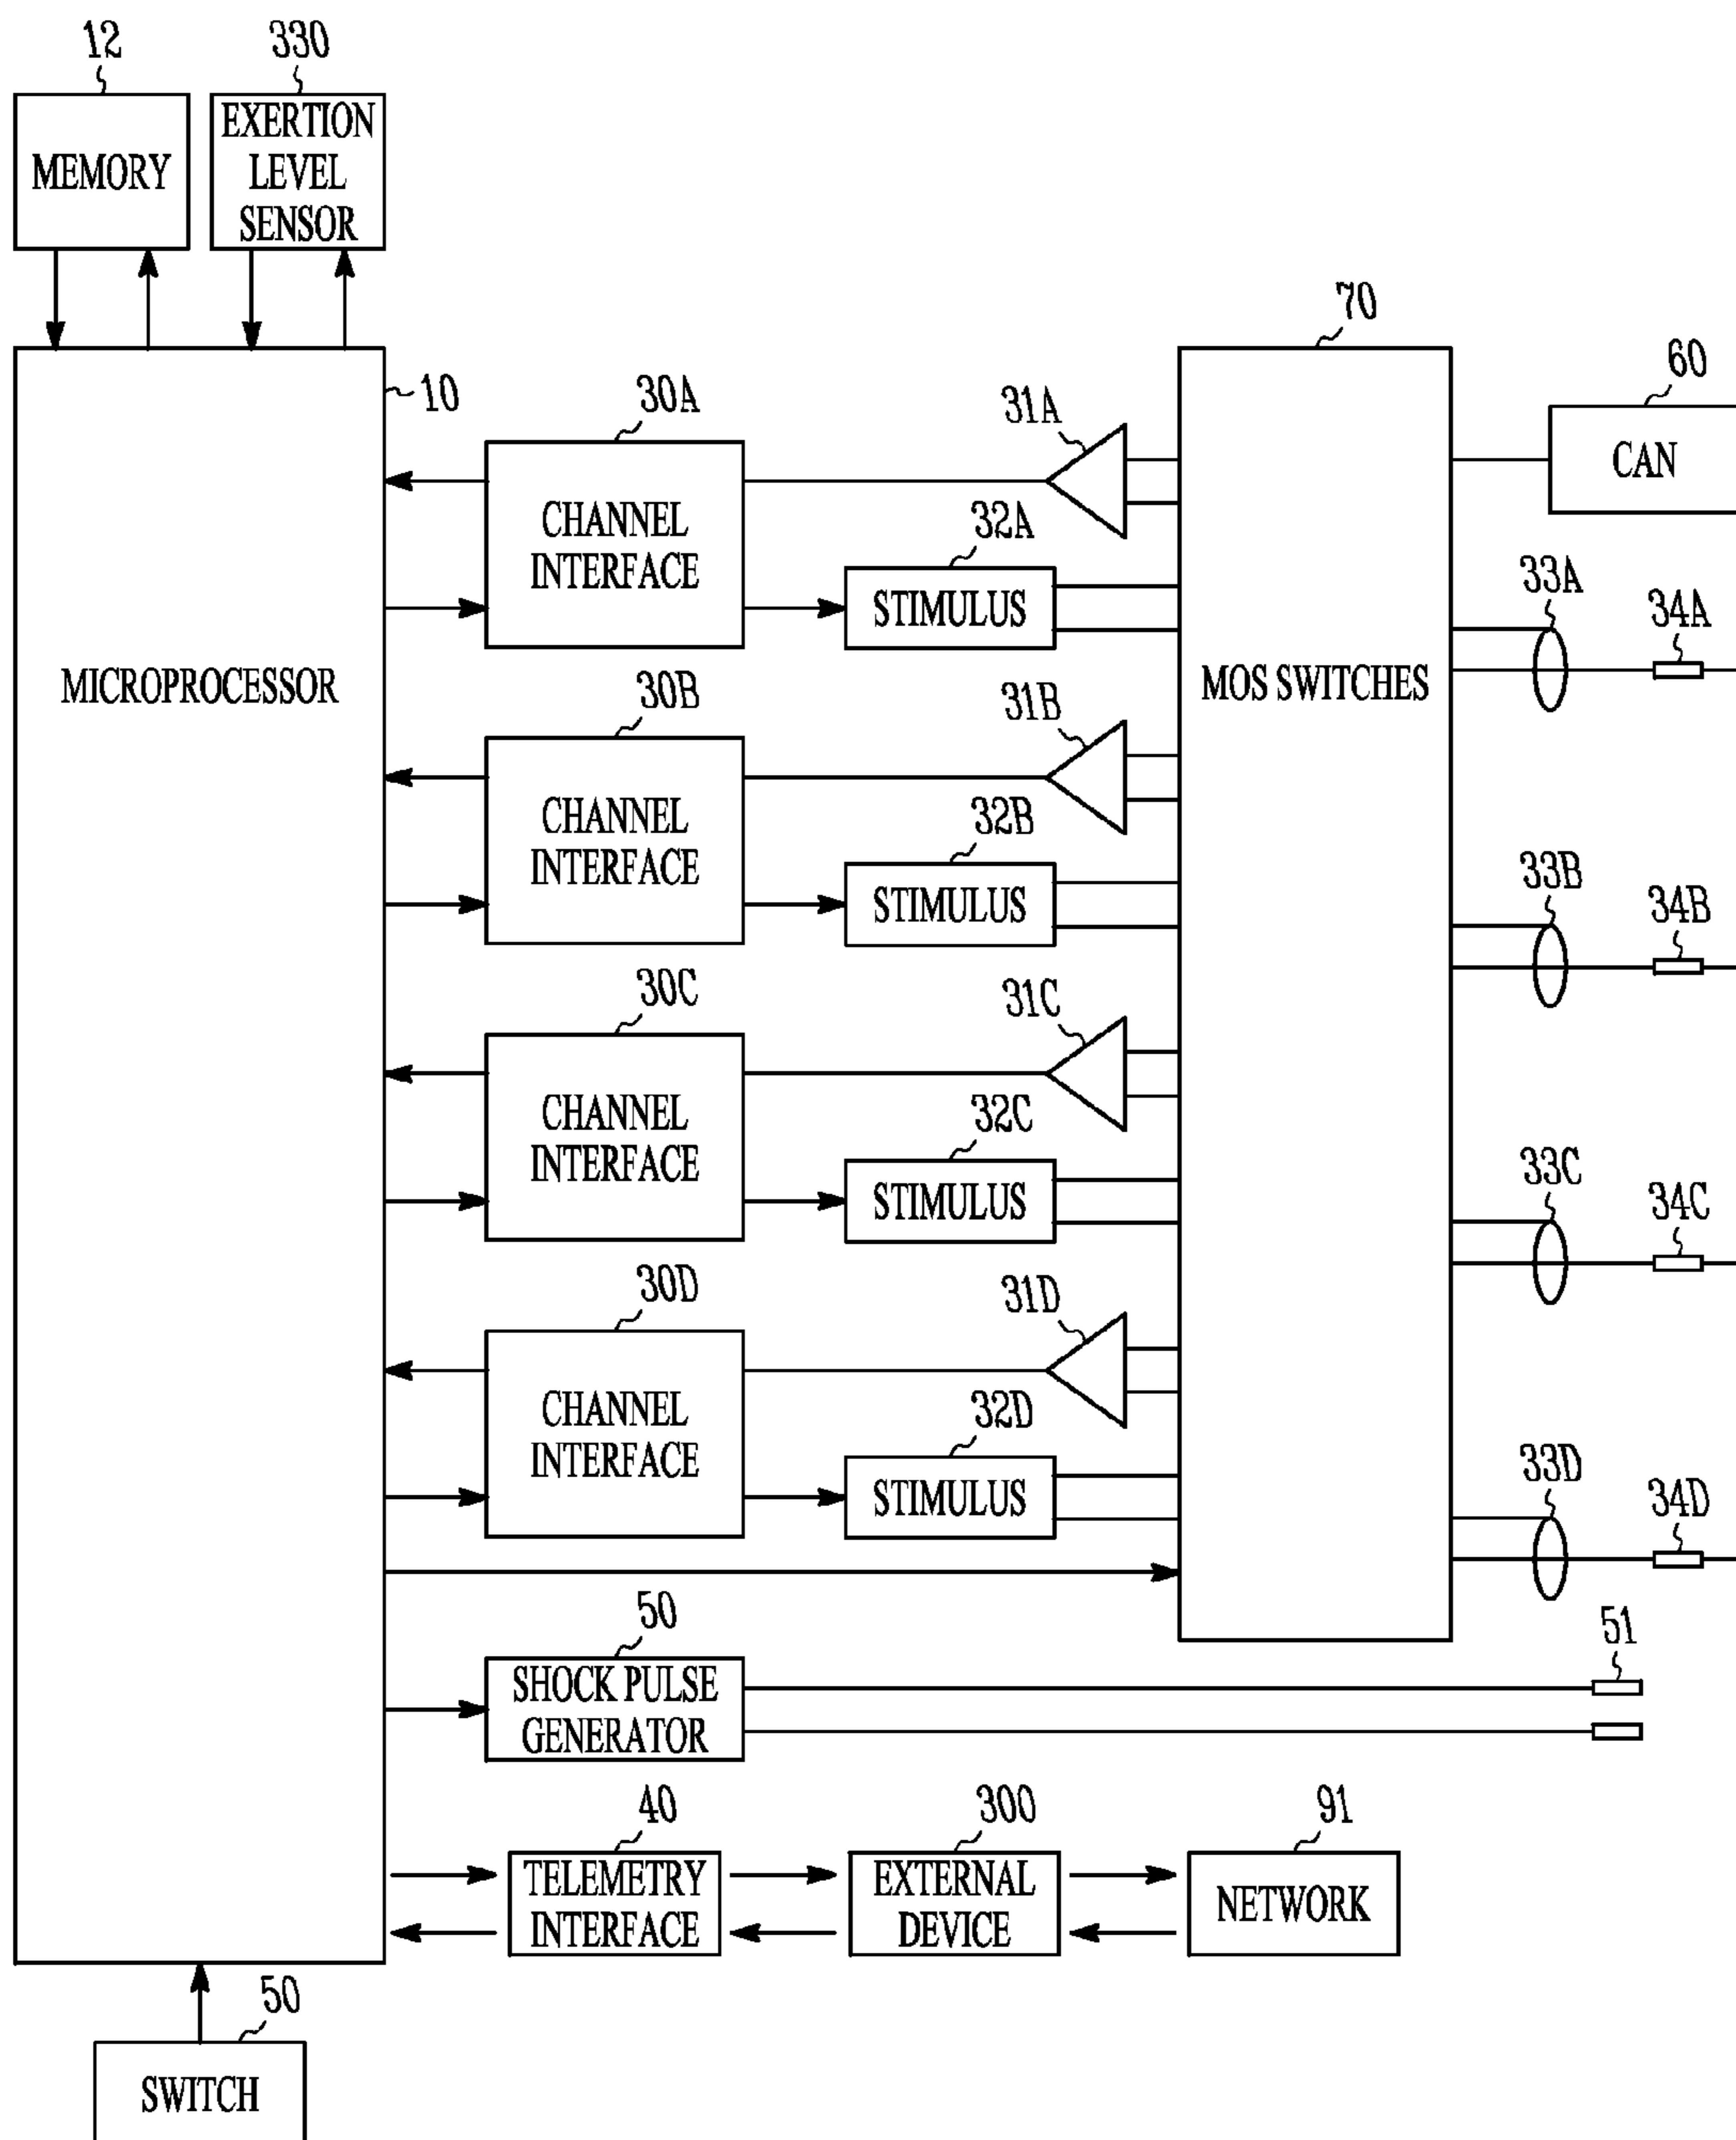 12
330
MEMORY
EXERTION
LEVEL
SENSOR
70
60
10
30A
31A
CAN
CHANNEL
INTERFACE
32A
STIMULUS
33A
34A
MICROPROCESSOR
MOS SWITCHES
30B
31B
CHANNEL
INTERFACE
32B
STIMULUS
33B
34B
30C
31C
CHANNEL
INTERFACE
32C
STIMULUS
33C
34C
30D
31D
CHANNEL
INTERFACE
32D
STIMULUS
33D
34D
50
SHOCK PULSE
GENERATOR
51
40
300
91
TELEMETRY
INTERFACE
EXTERNAL
DEVICE
NETWORK
50
SWITCH